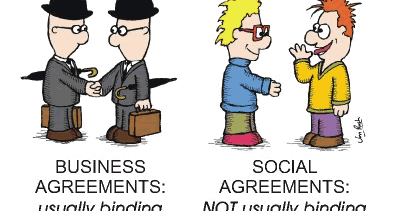 BUSINESS
AGREEMENTS:
usually binding
SOCIAL
AGREEMENTS:
NOT usually binding